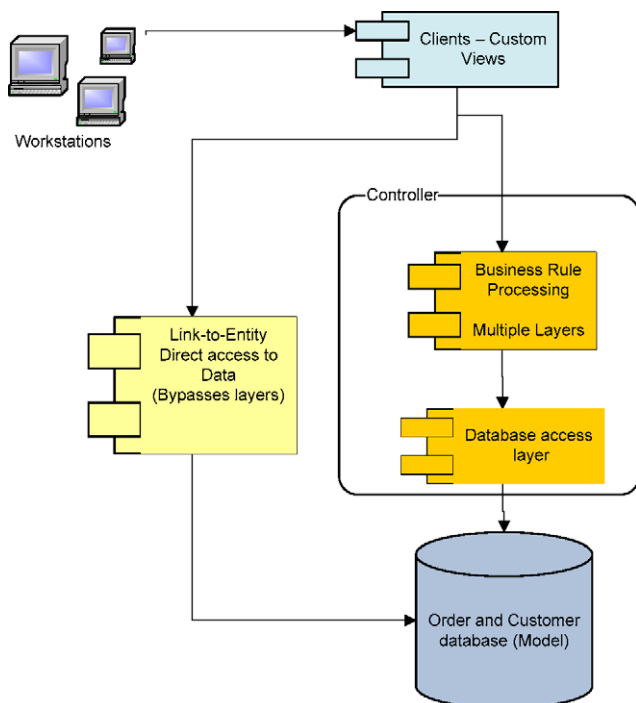 Clients – Custom
Views
Workstations
Controller
Business Rule
Processing
Multiple Layers
Link-to-Entity
Direct access to
Data
(Bypasses layers)
Database access
layer
Order and Customer
database (Model)